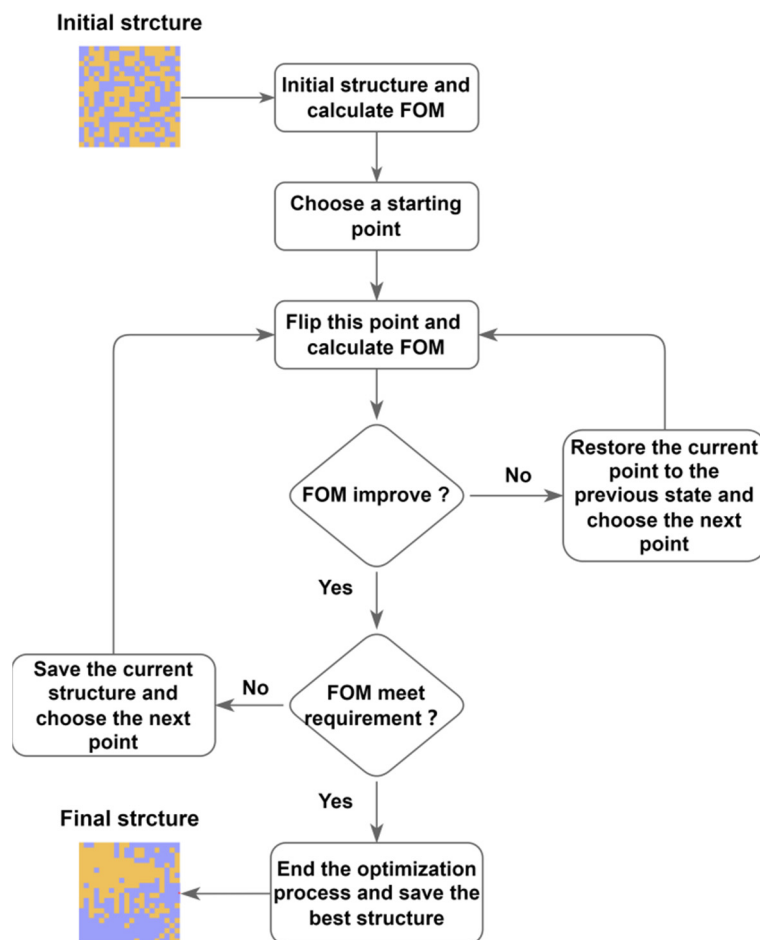 Initial strcture
Initial structure and
calculate FOM
Choose a starting
point
Flip this point and
calculate FOM
FOM improve ?
No
Restore the current
point to the
previous state and
choose the next
point
Yes
FOM meet
requirement ?
No
Save the current
structure and
choose the next
point
Yes
End the optimization
process and save the
best structure
Final strcture